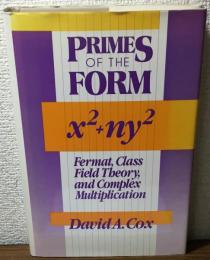 PRIMES
OF THE
FORM
x²+ny²
Fermat, Class
Field Theory,
and Complex
Multiplication
David A. Cox